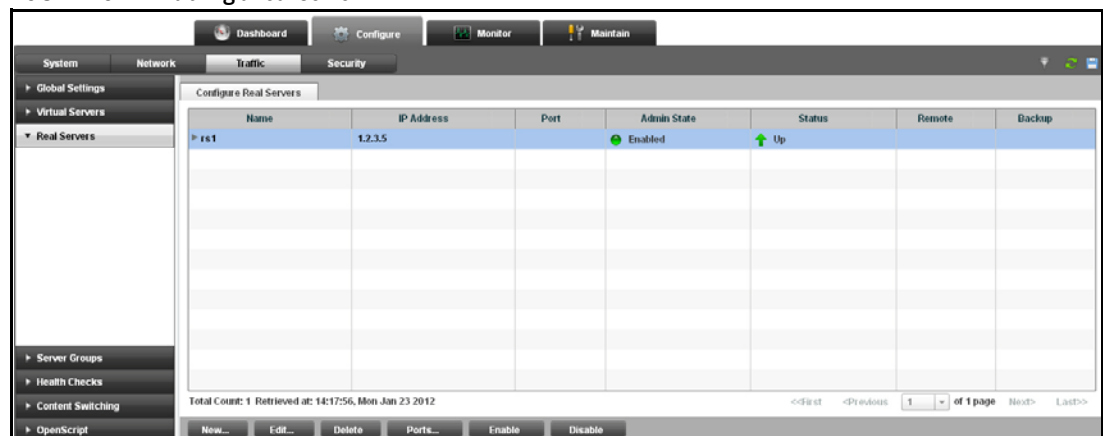 Dashboard Configure Monitor Maintain
System Network Traffic Security
Global Settings
Virtual Servers
Real Servers
Configure Real Servers
Name IP Address Port Admin State Status Remote Backup
rs1 1.2.3.5 Enabled Up
Server Groups
Health Checks
Content Switching
OpenScript
Total Count: 1 Retrieved at: 14:17:56, Mon Jan 23 2012
<<First <Previous 1 of 1 page Next> Last>>
New... Edit... Delete Ports... Enable Disable